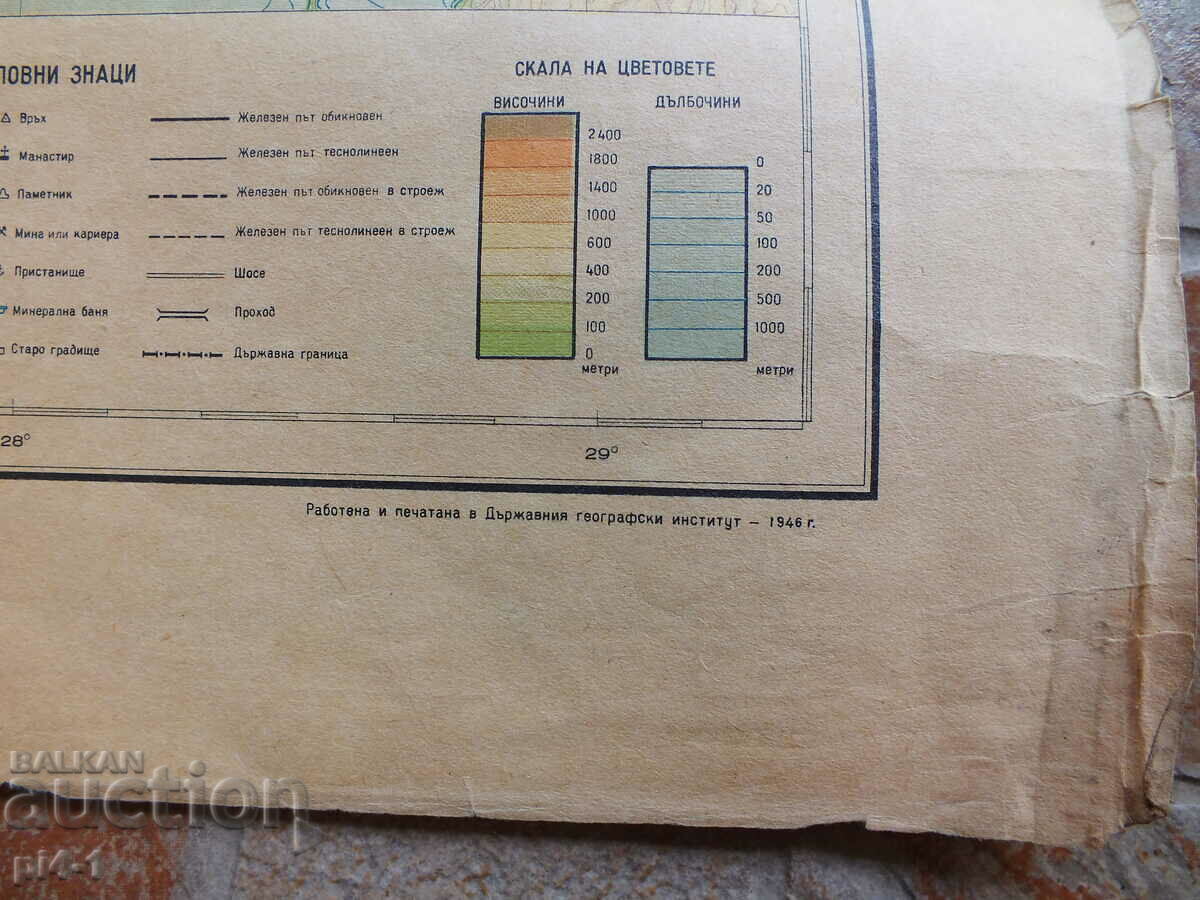 ЛОВНИ ЗНАЦИ
Връх
Манастир
Паметник
Мина или кариера
Пристанище
Минерална баня
Старо градище
Железен път обикновен
Железен път теснолинеен
Железен път обикновен в строеж
Железен път теснолинеен в строеж
Шосе
Проход
Държавна граница
СКАЛА НА ЦВЕТОВЕТЕ
ВИСОЧИНИ
2400
1800
1400
1000
600
400
200
100
0
метри
ДЪЛБОЧИНИ
0
20
50
100
200
500
1000
метри
28°
29°
Работена и печатана в Държавния географски институт – 1946 г.
BALKAN
auction
pl4-1